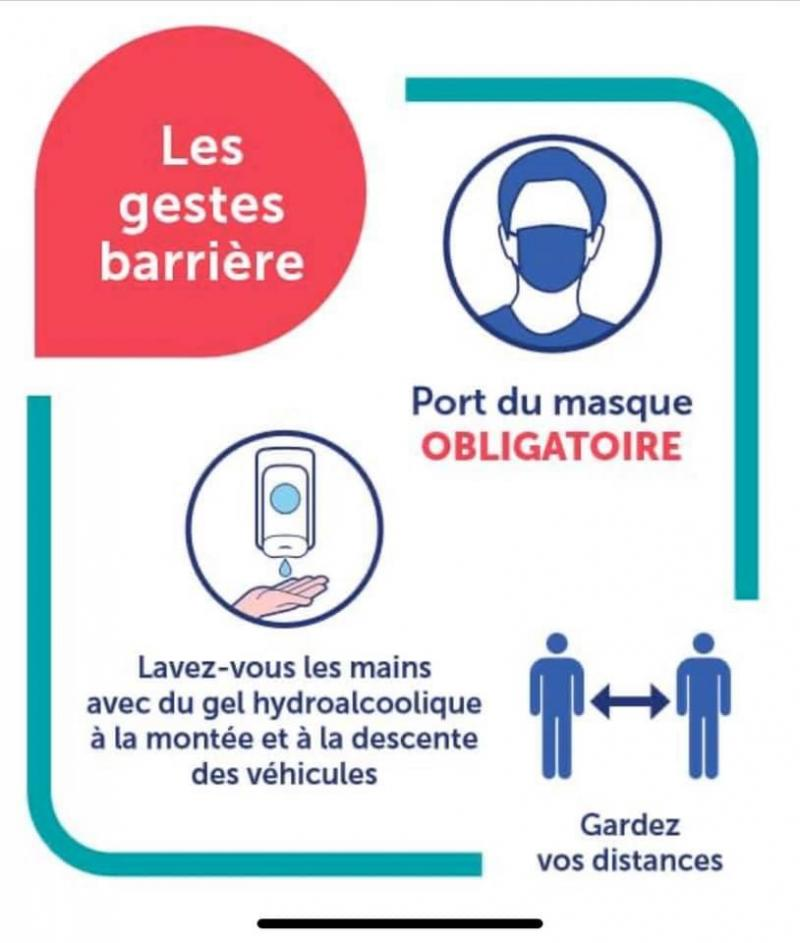 Les
gestes
barrière
Port du masque
OBLIGATOIRE
Lavez-vous les mains
avec du gel hydroalcoolique
à la montée et à la descente
des véhicules
Gardez
vos distances